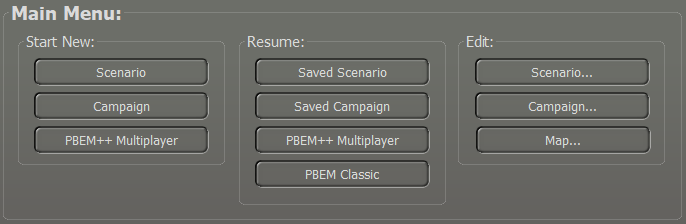 Main Menu:
Start New:
Scenario
Campaign
PBEM++ Multiplayer
Resume:
Saved Scenario
Saved Campaign
PBEM++ Multiplayer
PBEM Classic
Edit:
Scenario...
Campaign...
Map...